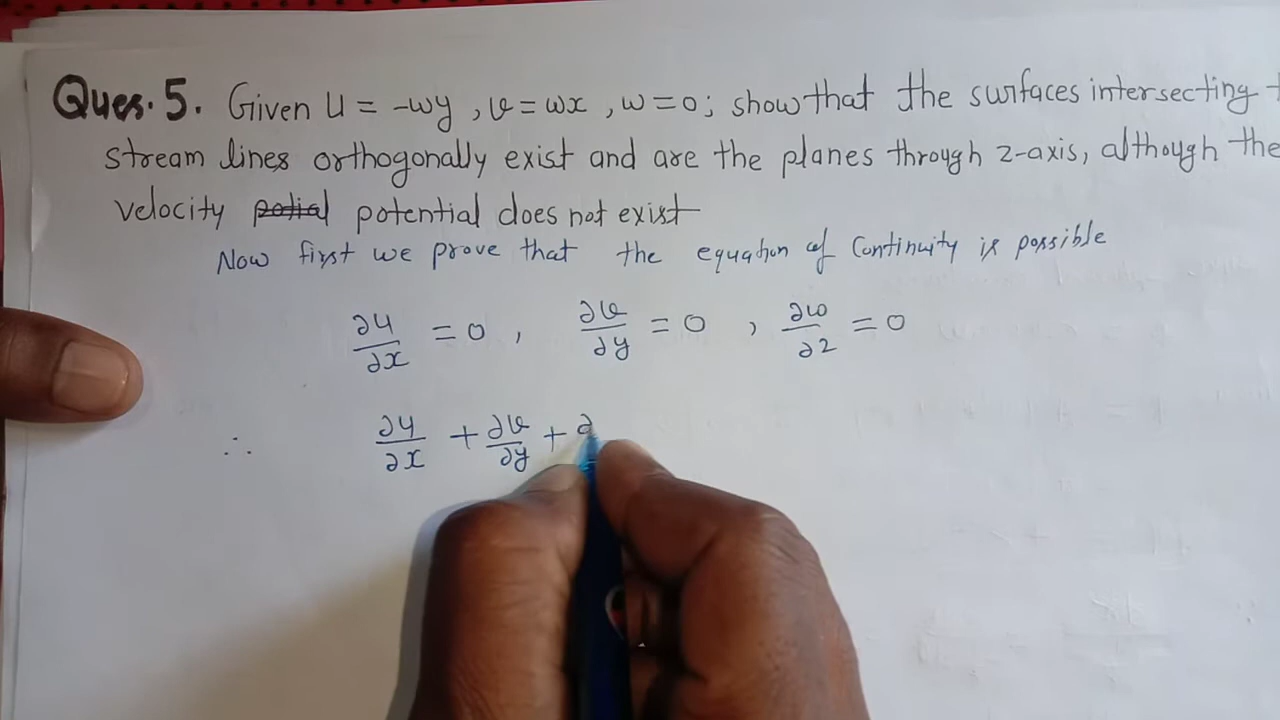 Ques. 5. Given u = -wy , v = wx , w = 0 ; show that the surfaces intersecting
stream lines orthogonally exist and are the planes through z-axis, although the
velocity potential does not exist
Now first we prove that the equation of Continuity is possible
∂u/∂x = 0 , ∂v/∂y = 0 , ∂w/∂z = 0
∴ ∂u/∂x + ∂v/∂y + ∂